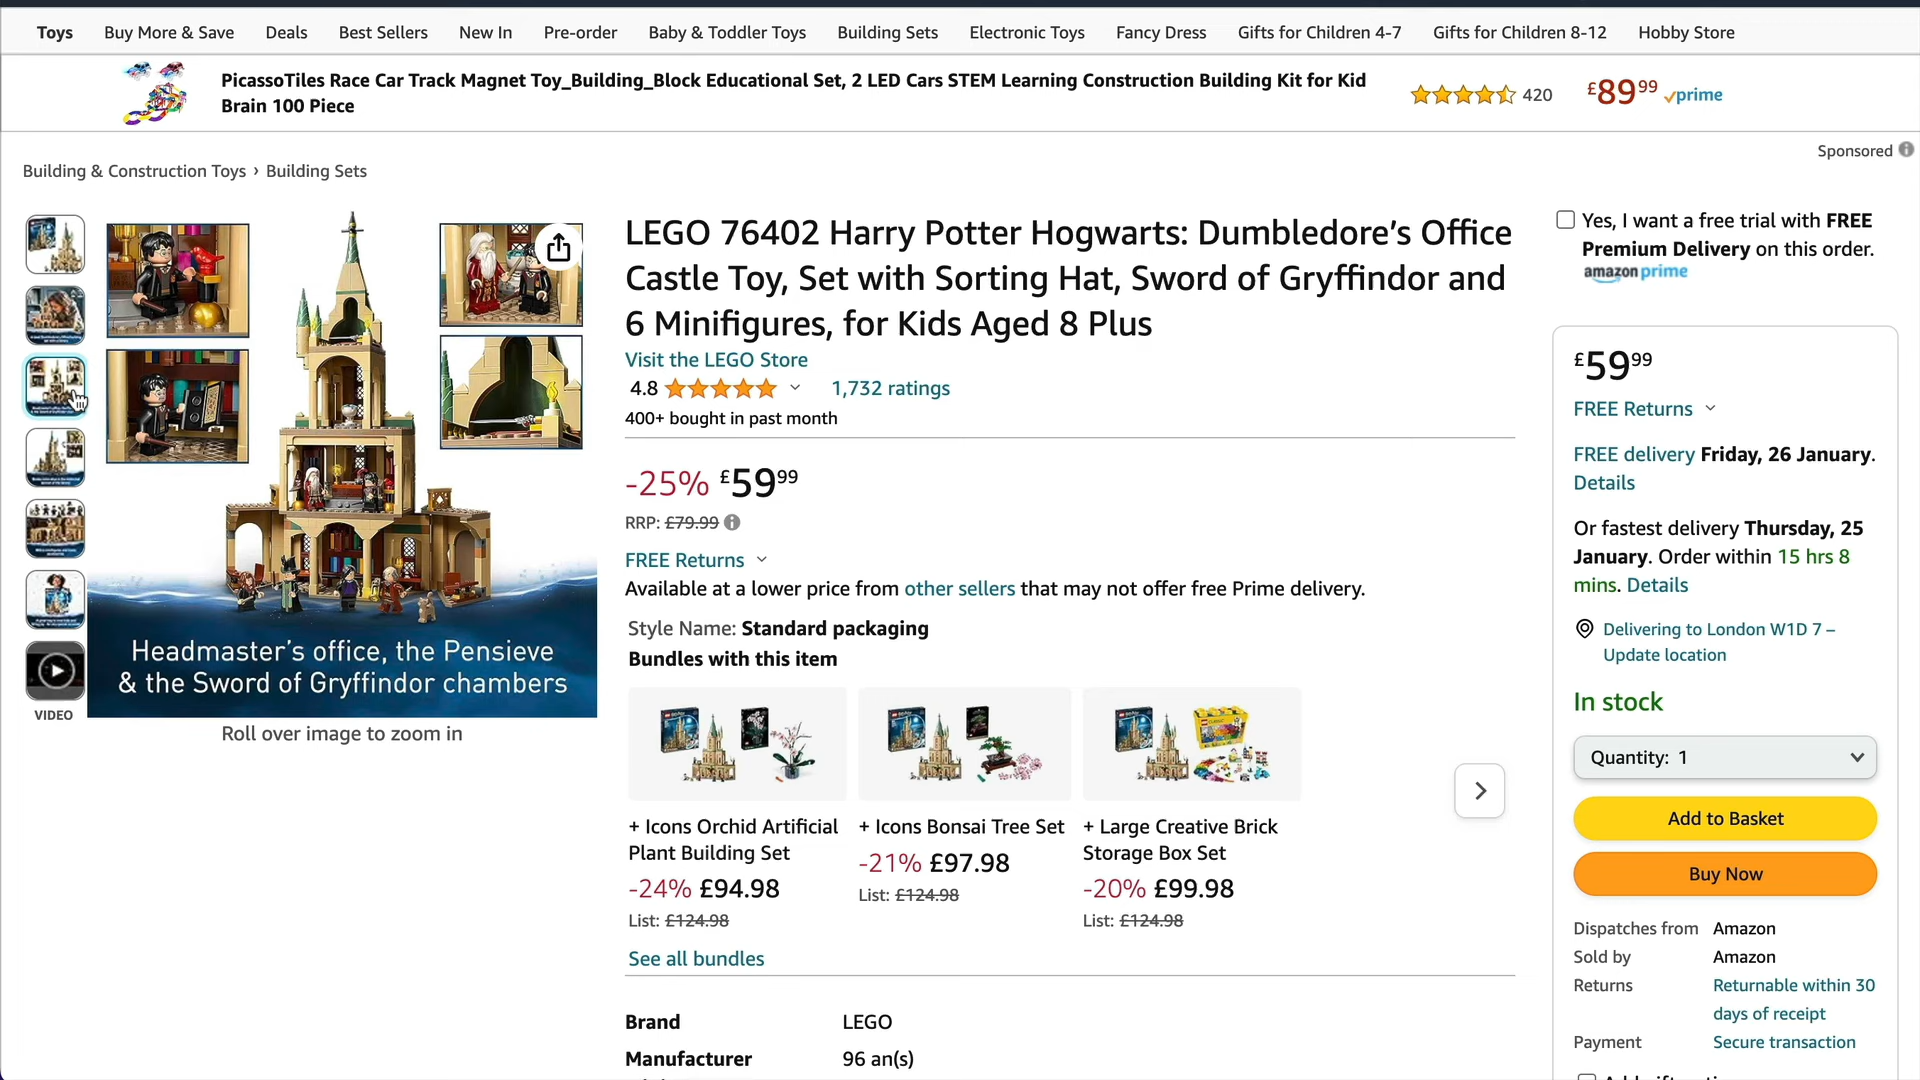 Toys Buy More & Save Deals Best Sellers New In Pre-order Baby & Toddler Toys Building Sets Electronic Toys Fancy Dress Gifts for Children 4-7 Gifts for Children 8-12 Hobby Store
PicassoTiles Race Car Track Magnet Toy_Building_Block Educational Set, 2 LED Cars STEM Learning Construction Building Kit for Kid
Brain 100 Piece
420 £89.99 prime
Sponsored
Building & Construction Toys › Building Sets
Headmaster's office, the Pensieve
& the Sword of Gryffindor chambers
VIDEO
Roll over image to zoom in
LEGO 76402 Harry Potter Hogwarts: Dumbledore’s Office
Castle Toy, Set with Sorting Hat, Sword of Gryffindor and
6 Minifigures, for Kids Aged 8 Plus
Visit the LEGO Store
4.8 1,732 ratings
400+ bought in past month
-25% £59.99
RRP: £79.99
FREE Returns
Available at a lower price from other sellers that may not offer free Prime delivery.
Style Name: Standard packaging
Bundles with this item
+ Icons Orchid Artificial
Plant Building Set
-24% £94.98
List: £124.98
+ Icons Bonsai Tree Set
-21% £97.98
List: £124.98
+ Large Creative Brick
Storage Box Set
-20% £99.98
List: £124.98
See all bundles
Brand LEGO
Manufacturer 96 an(s)
Yes, I want a free trial with FREE
Premium Delivery on this order.
amazon prime
£59.99
FREE Returns
FREE delivery Friday, 26 January.
Details
Or fastest delivery Thursday, 25
January. Order within 15 hrs 8
mins. Details
Delivering to London W1D 7 –
Update location
In stock
Quantity: 1
Add to Basket
Buy Now
Dispatches from Amazon
Sold by Amazon
Returns Returnable within 30
days of receipt
Payment Secure transaction